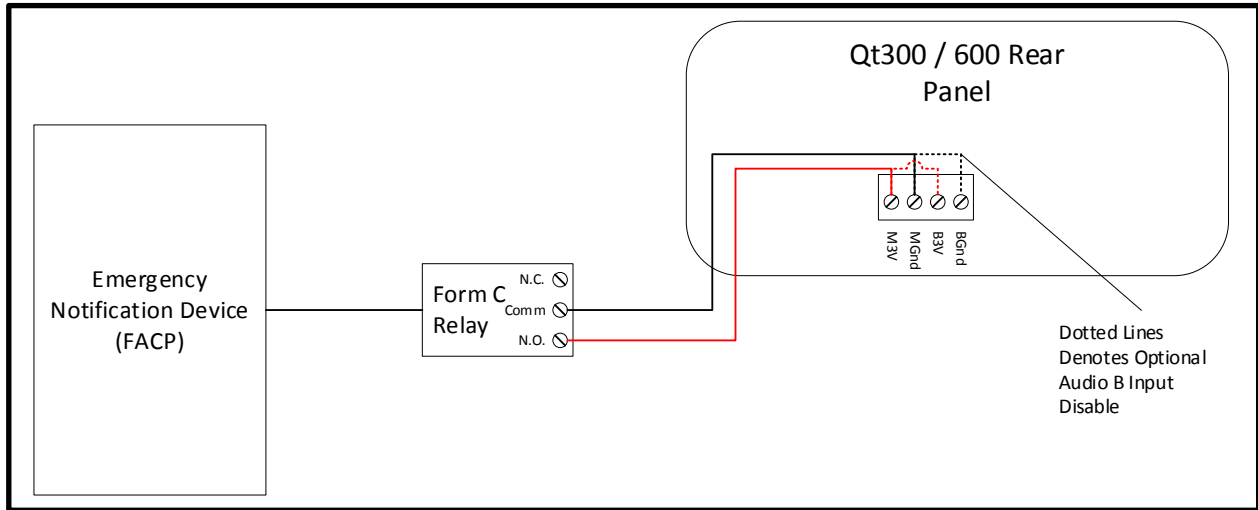 Qt300 / 600 Rear
Panel
M3V
MGnd
B3V
BGnd
Emergency
Notification Device
(FACP)
Form C
Relay
N.C.
Comm
N.O.
Dotted Lines
Denotes Optional
Audio B Input
Disable